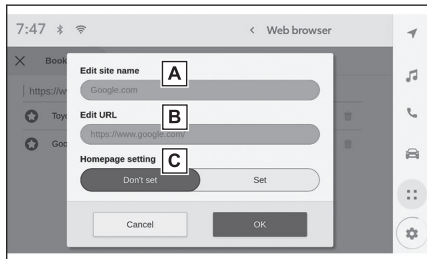 7:47
Web browser
Book
https://w
Toyo
Goo
Edit site name
A
Google.com
Edit URL
B
https://www.google.com/
Homepage setting
C
Don't set
Set
Cancel
OK